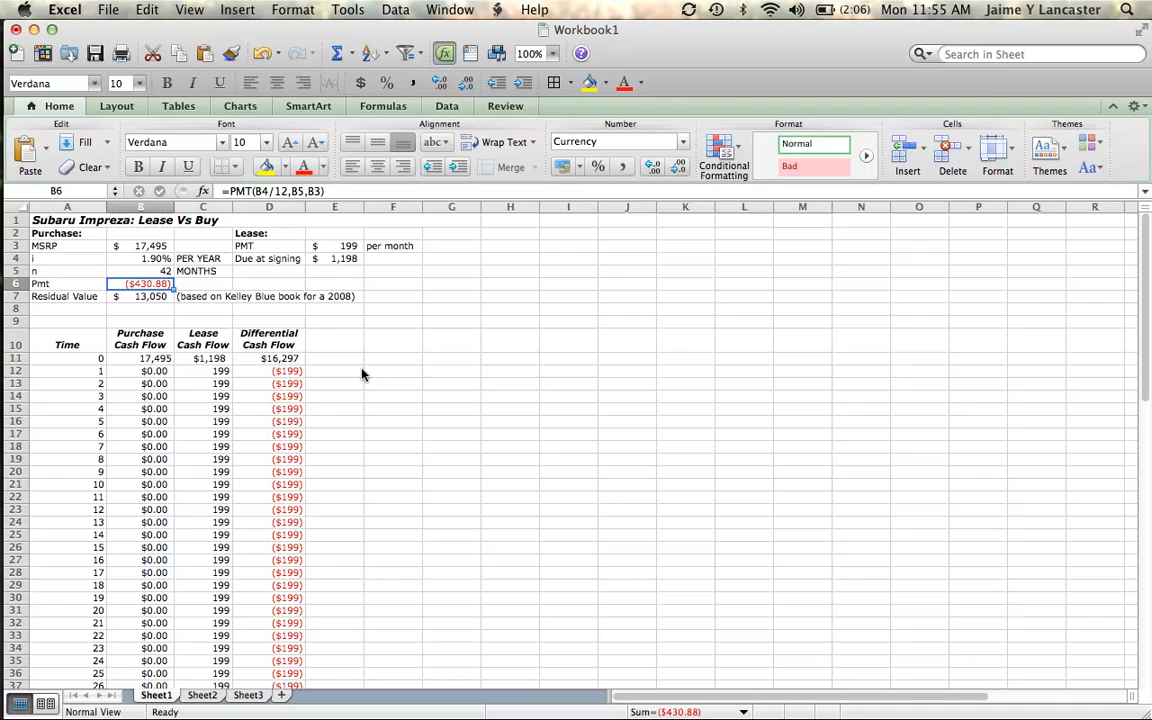 Excel File Edit View Insert Format Tools Data Window Help (2:06) Mon 11:55 AM Jaime Y Lancaster
Workbook1
100% Search in Sheet
Verdana 10 B I U $ %
Home Layout Tables Charts SmartArt Formulas Data Review
Edit Font Alignment Number Format Cells Themes
Fill Verdana 10 A A abc Wrap Text Currency Normal
Paste Clear B I U A Merge % Conditional Formatting Bad Insert Delete Format Themes Aa
B6 fx =PMT(B4/12,B5,B3)
A B C D E F G H I J K L M N O P Q R
1 Subaru Impreza: Lease Vs Buy
2 Purchase: Lease:
3 MSRP $ 17,495 PMT $ 199 per month
4 i 1.90% PER YEAR Due at signing $ 1,198
5 n 42 MONTHS
6 Pmt ($430.88)
7 Residual Value $ 13,050 (based on Kelley Blue book for a 2008)
8
9
10 Time Purchase Cash Flow Lease Cash Flow Differential Cash Flow
11 0 17,495 $1,198 $16,297
12 1 $0.00 199 ($199)
13 2 $0.00 199 ($199)
14 3 $0.00 199 ($199)
15 4 $0.00 199 ($199)
16 5 $0.00 199 ($199)
17 6 $0.00 199 ($199)
18 7 $0.00 199 ($199)
19 8 $0.00 199 ($199)
20 9 $0.00 199 ($199)
21 10 $0.00 199 ($199)
22 11 $0.00 199 ($199)
23 12 $0.00 199 ($199)
24 13 $0.00 199 ($199)
25 14 $0.00 199 ($199)
26 15 $0.00 199 ($199)
27 16 $0.00 199 ($199)
28 17 $0.00 199 ($199)
29 18 $0.00 199 ($199)
30 19 $0.00 199 ($199)
31 20 $0.00 199 ($199)
32 21 $0.00 199 ($199)
33 22 $0.00 199 ($199)
34 23 $0.00 199 ($199)
35 24 $0.00 199 ($199)
36 25 $0.00 199 ($199)
37 26 $0.00 199 ($199)
Sheet1 Sheet2 Sheet3
Normal View Ready Sum=($430.88)